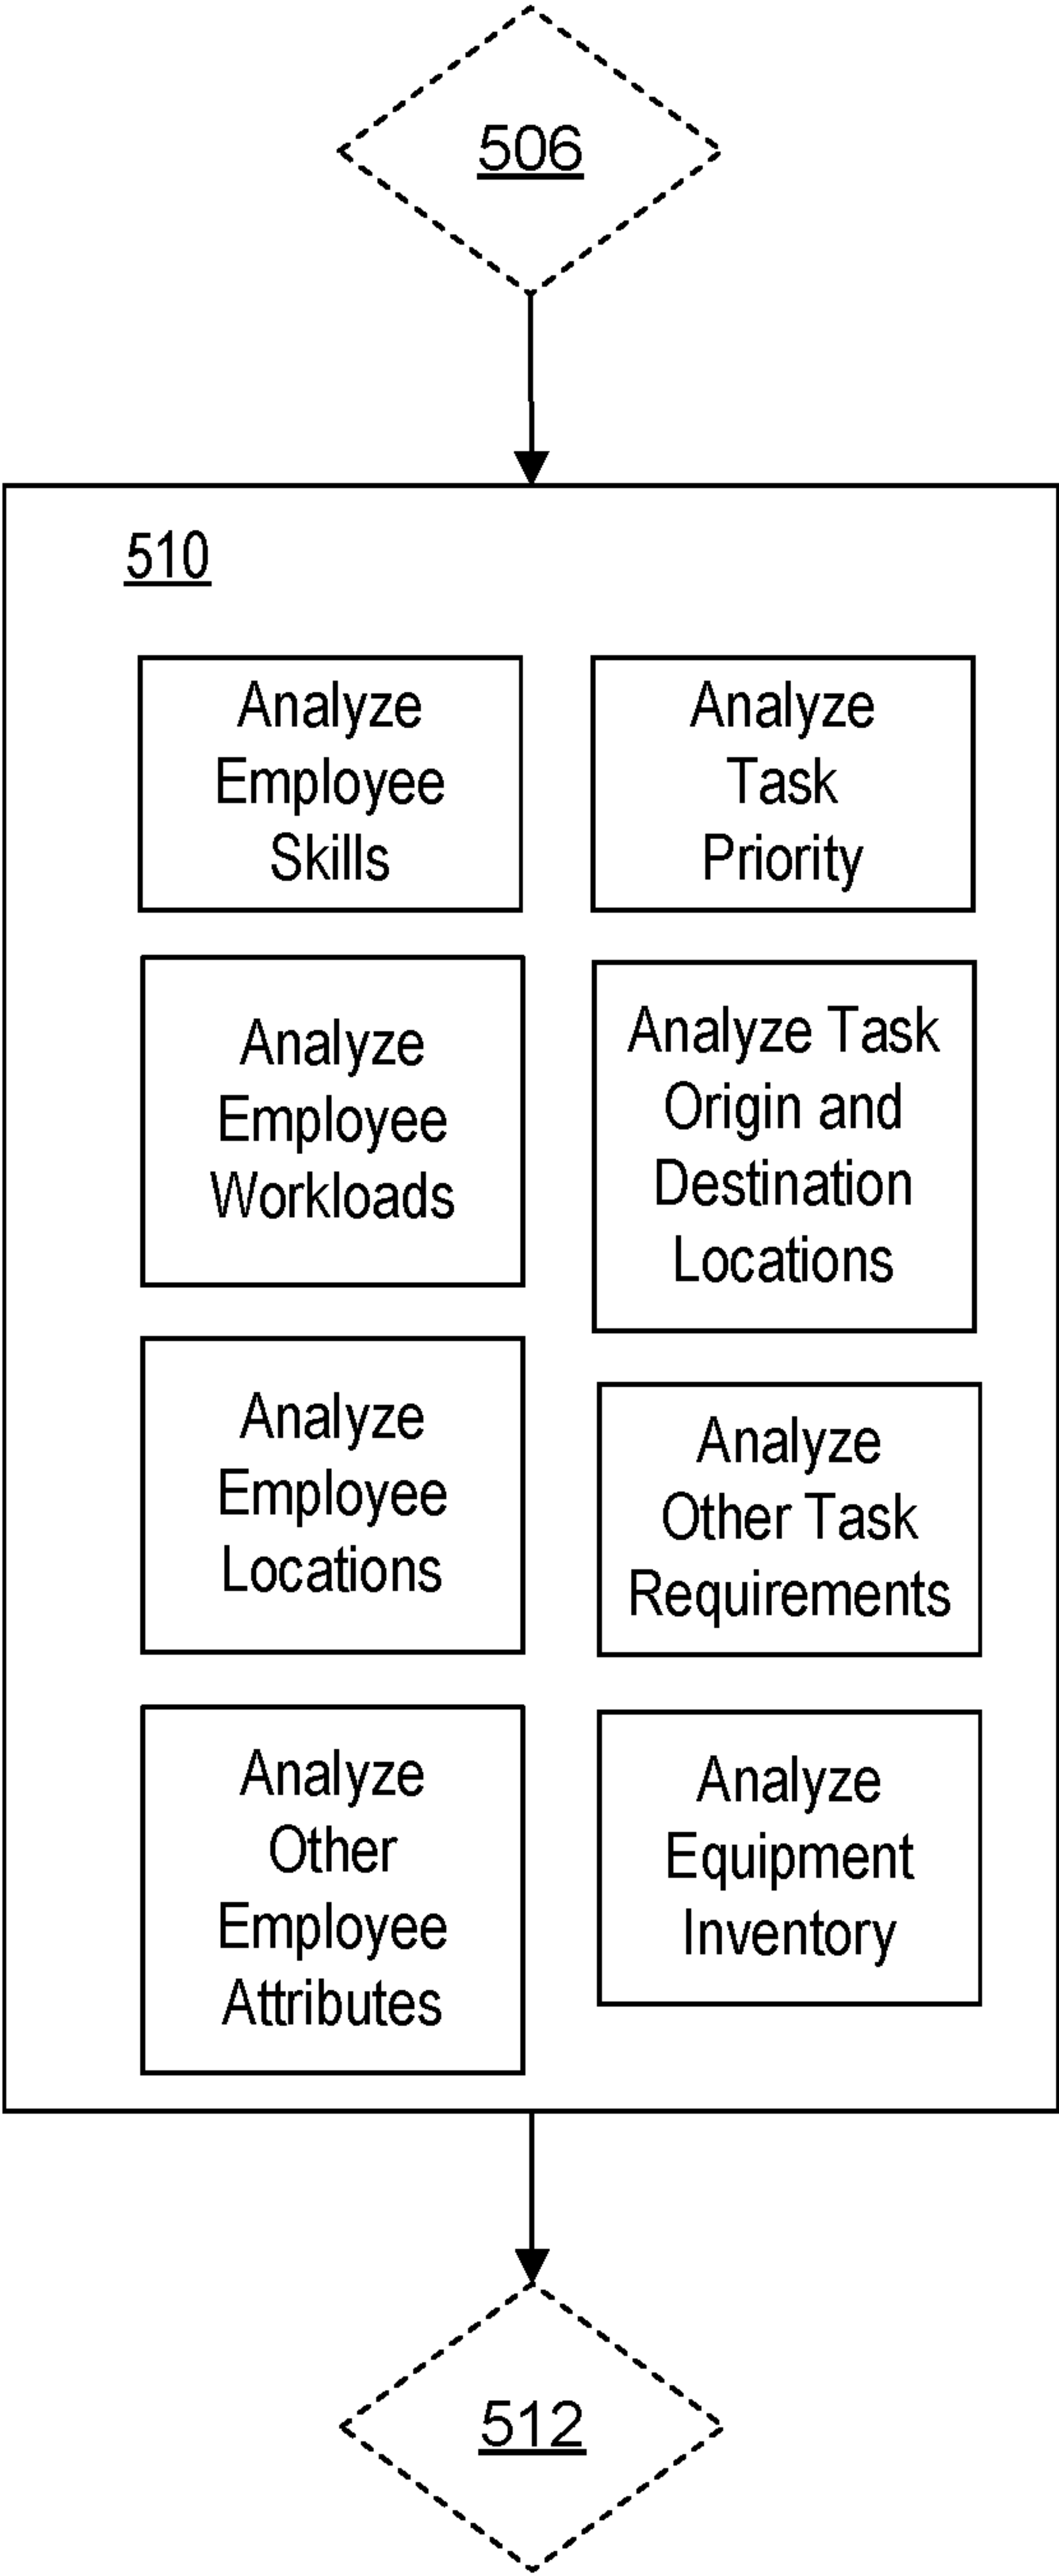 506
510
Analyze
Employee
Skills
Analyze
Task
Priority
Analyze
Employee
Workloads
Analyze Task
Origin and
Destination
Locations
Analyze
Employee
Locations
Analyze
Other Task
Requirements
Analyze
Other
Employee
Attributes
Analyze
Equipment
Inventory
512